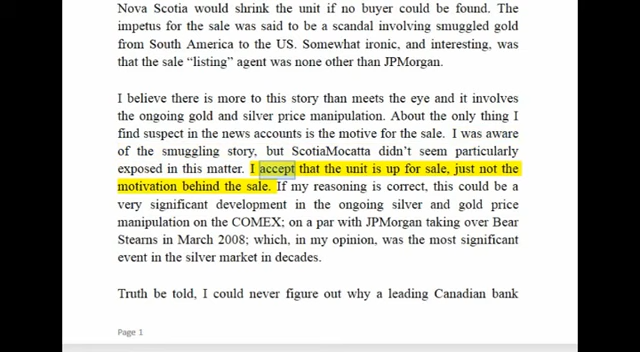 Nova Scotia would shrink the unit if no buyer could be found. The
impetus for the sale was said to be a scandal involving smuggled gold
from South America to the US. Somewhat ironic, and interesting, was
that the sale “listing” agent was none other than JPMorgan.
I believe there is more to this story than meets the eye and it involves
the ongoing gold and silver price manipulation. About the only thing I
find suspect in the news accounts is the motive for the sale. I was aware
of the smuggling story, but ScotiaMocatta didn’t seem particularly
exposed in this matter. I accept that the unit is up for sale, just not the
motivation behind the sale. If my reasoning is correct, this could be a
very significant development in the ongoing silver and gold price
manipulation on the COMEX; on a par with JPMorgan taking over Bear
Stearns in March 2008; which, in my opinion, was the most significant
event in the silver market in decades.
Truth be told, I could never figure out why a leading Canadian bank
Page 1